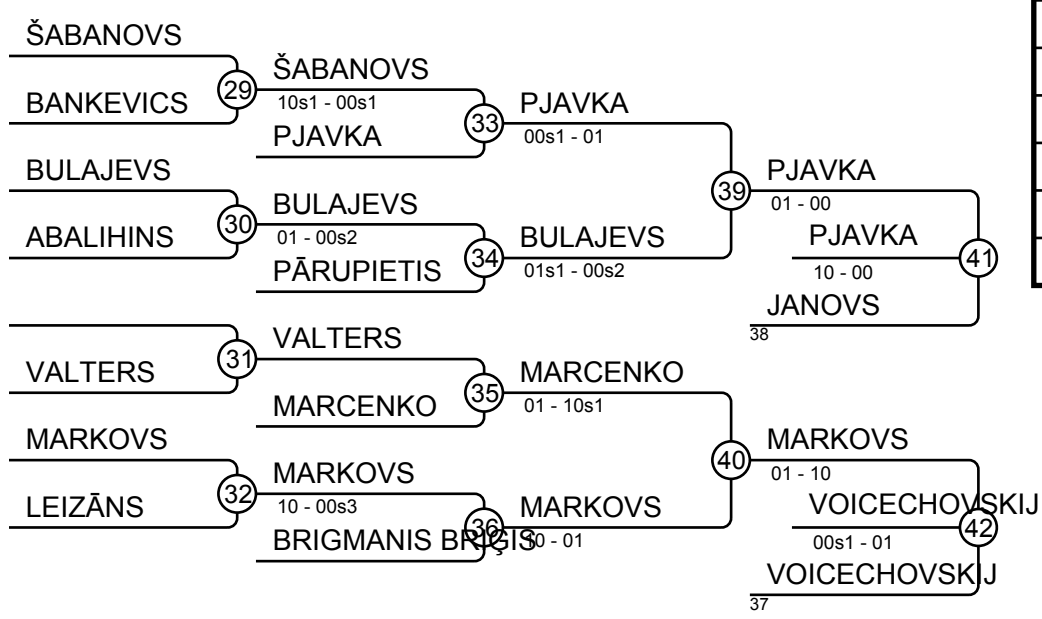 ŠABANOVS
BANKEVICS
29
ŠABANOVS
10s1 - 00s1
PJAVKA
33
PJAVKA
00s1 - 01
BULAJEVS
ABALIHINS
30
BULAJEVS
01 - 00s2
PĀRUPIETIS
34
BULAJEVS
01s1 - 00s2
39
PJAVKA
01 - 00
PJAVKA
10 - 00
41
JANOVS
38
VALTERS
31
VALTERS
MARCENKO
35
MARCENKO
01 - 10s1
MARKOVS
LEIZĀNS
32
MARKOVS
10 - 00s3
BRIGMANIS BRIĢIS
36
MARKOVS
10 - 01
40
MARKOVS
01 - 10
VOICECHOVSKIJ
00s1 - 01
42
VOICECHOVSKIJ
37